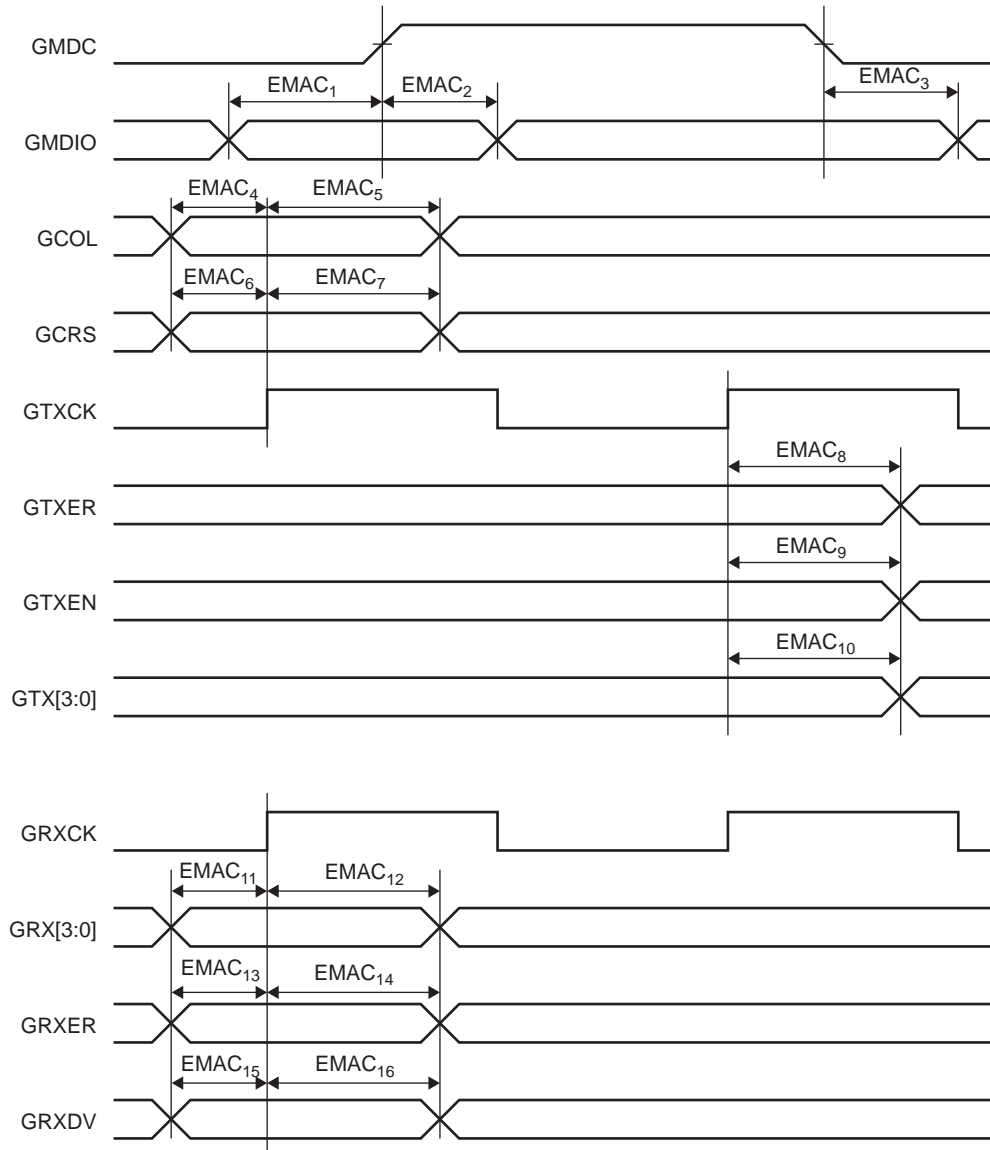 GMDC
EMAC₁ EMAC₂ EMAC₃
GMDIO
EMAC₄ EMAC₅
GCOL
EMAC₆ EMAC₇
GCRS
GTXCK
EMAC₈
GTXER
EMAC₉
GTXEN
EMAC₁₀
GTX[3:0]
GRXCK
EMAC₁₁ EMAC₁₂
GRX[3:0]
EMAC₁₃ EMAC₁₄
GRXER
EMAC₁₅ EMAC₁₆
GRXDV